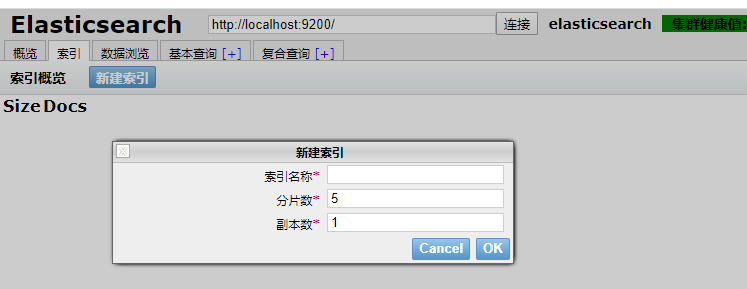 Elasticsearch http://localhost:9200/ 连接 elasticsearch 集群健康值:
概览 索引 数据浏览 基本查询 [+] 复合查询 [+]
索引概览 新建索引
Size Docs
新建索引
索引名称*
分片数* 5
副本数* 1
Cancel OK